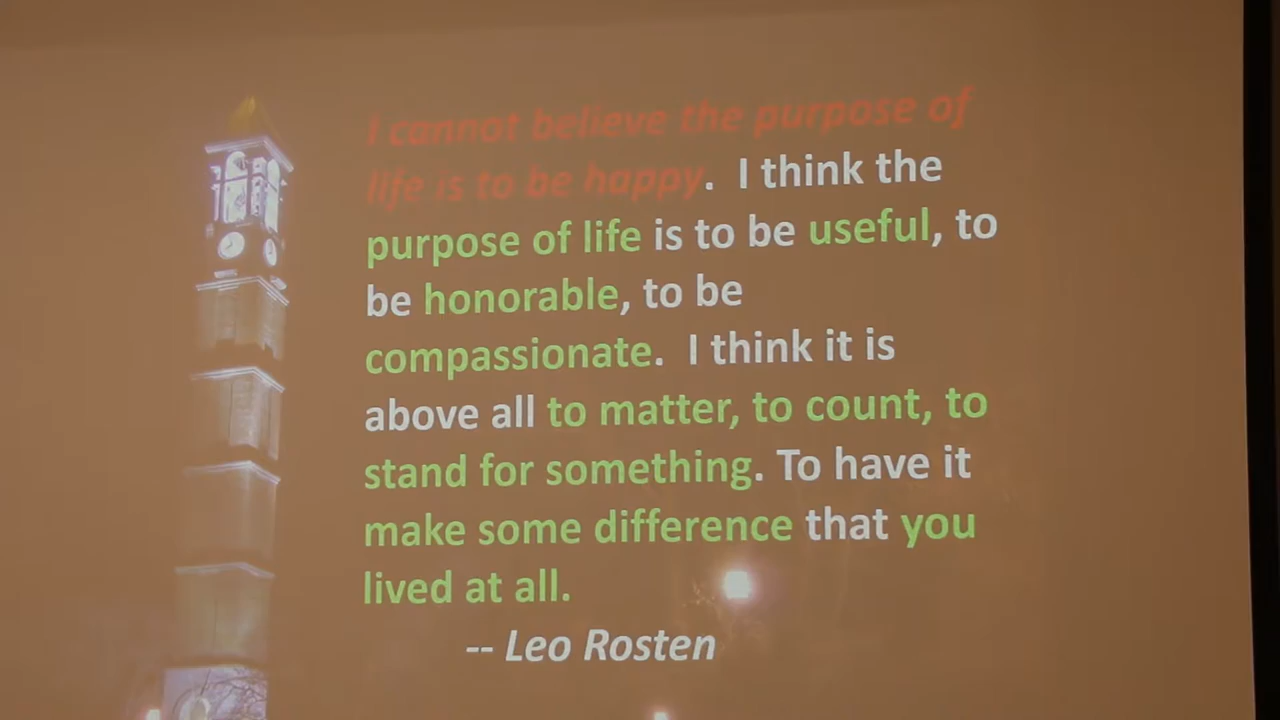 I cannot believe the purpose of
life is to be happy. I think the
purpose of life is to be useful, to
be honorable, to be
compassionate. I think it is
above all to matter, to count, to
stand for something. To have it
make some difference that you
lived at all.
-- Leo Rosten